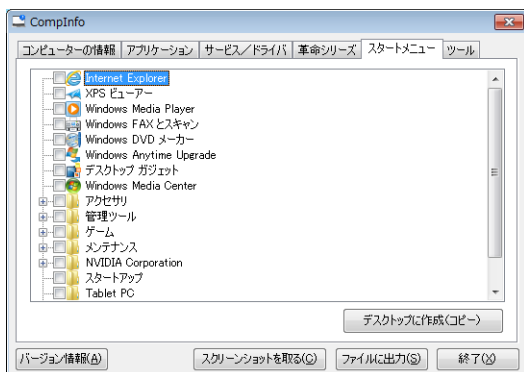 CompInfo
コンピューターの情報 アプリケーション サービス／ドライバ 革命シリーズ スタートメニュー ツール
Internet Explorer
XPS ビューアー
Windows Media Player
Windows FAX とスキャン
Windows DVD メーカー
Windows Anytime Upgrade
デスクトップ ガジェット
Windows Media Center
アクセサリ
管理ツール
ゲーム
メンテナンス
NVIDIA Corporation
スタートアップ
Tablet PC
デスクトップに作成(コピー)
バージョン情報(A) スクリーンショットを取る(C) ファイルに出力(S) 終了(X)